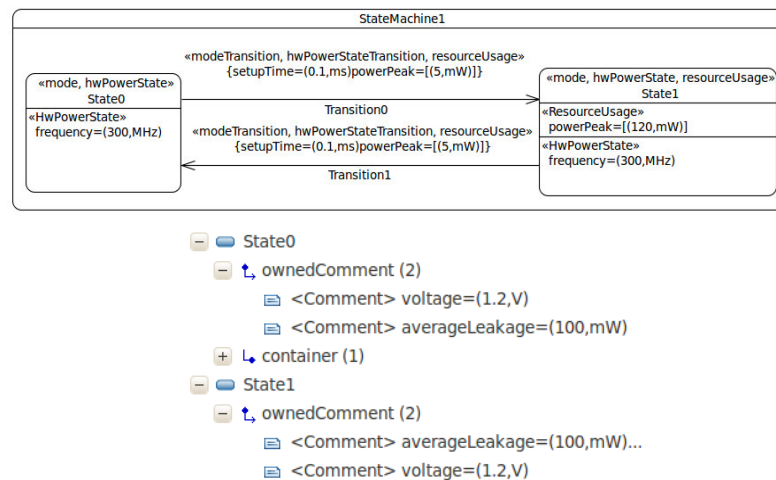 StateMachine1
«modeTransition, hwPowerStateTransition, resourceUsage»
{setupTime=(0.1,ms)powerPeak=[(5,mW)]}
Transition0
«mode, hwPowerState»
State0
«HwPowerState»
frequency=(300,MHz)
«modeTransition, hwPowerStateTransition, resourceUsage»
{setupTime=(0.1,ms)powerPeak=[(5,mW)]}
Transition1
«mode, hwPowerState, resourceUsage»
State1
«ResourceUsage»
powerPeak=[(120,mW)]
«HwPowerState»
frequency=(300,MHz)
State0
ownedComment (2)
<Comment> voltage=(1.2,V)
<Comment> averageLeakage=(100,mW)
container (1)
State1
ownedComment (2)
<Comment> averageLeakage=(100,mW)...
<Comment> voltage=(1.2,V)